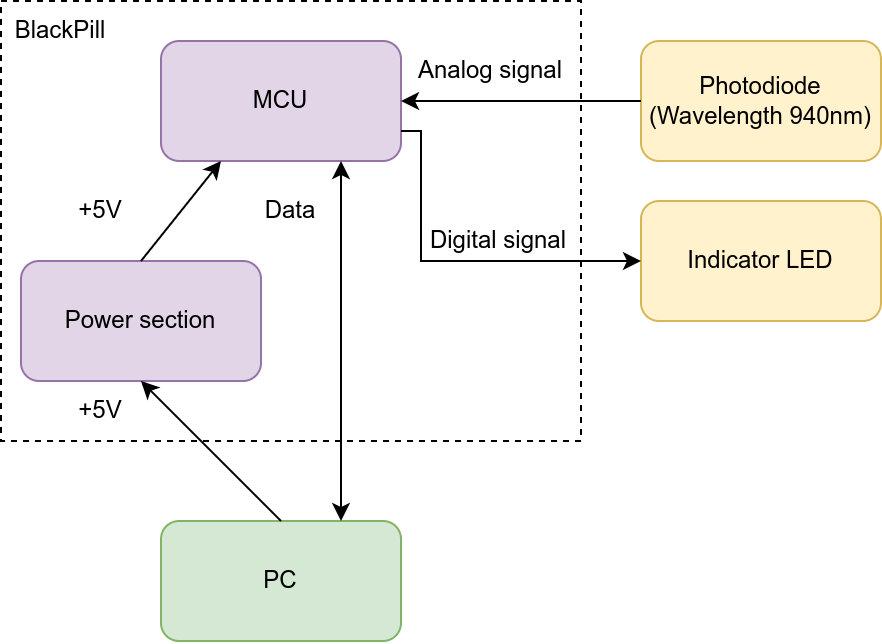 BlackPill
MCU
Analog signal
Photodiode
(Wavelength 940nm)
+5V
Data
Digital signal
Indicator LED
Power section
+5V
PC